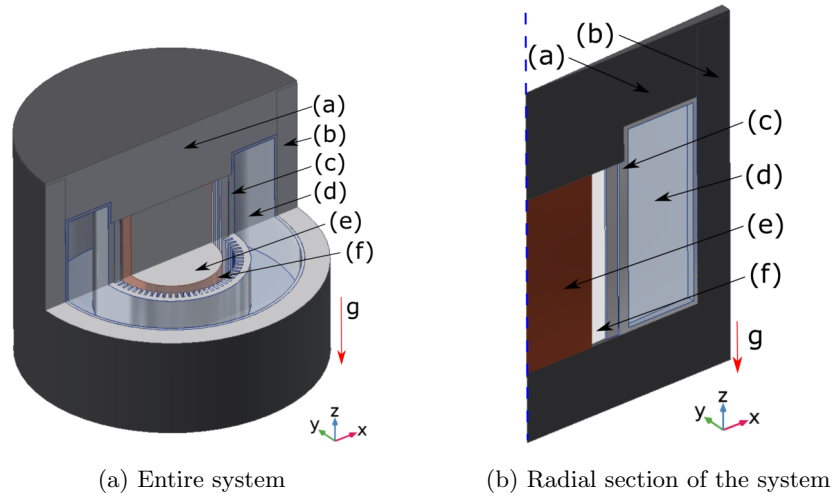 (a)
(b)
(c)
(d)
(e)
(f)
g
z
y
x
(a) Entire system
(b)
(a)
(c)
(d)
(e)
(f)
g
z
y
x
(b) Radial section of the system